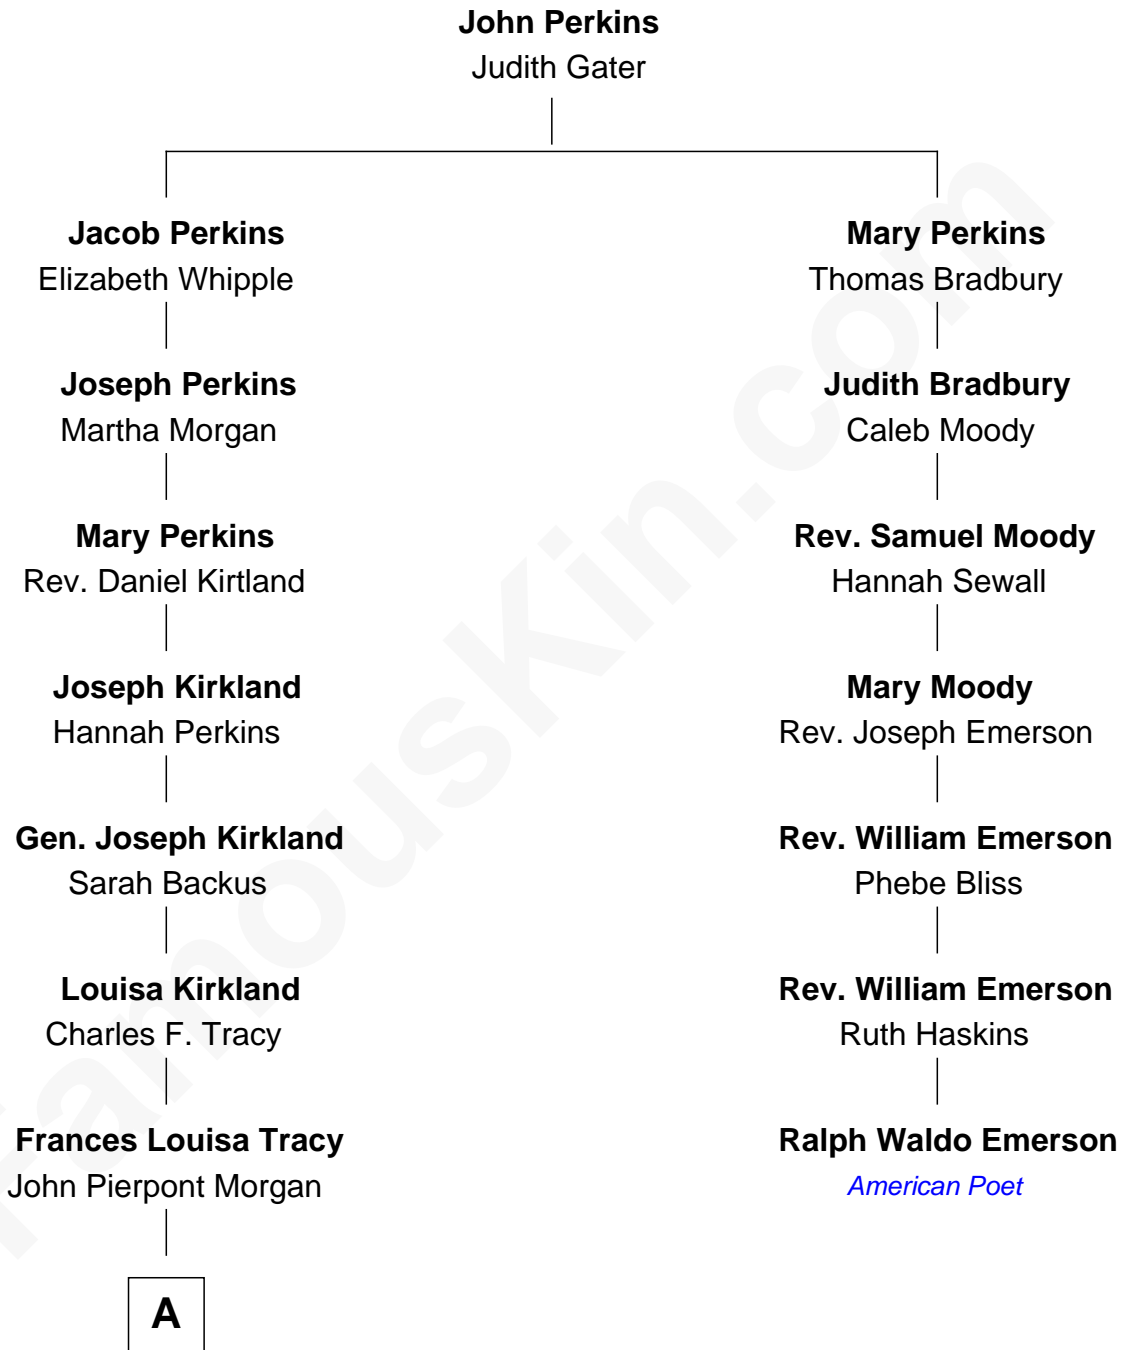 John Perkins
Judith Gater
Jacob Perkins
Elizabeth Whipple
Mary Perkins
Thomas Bradbury
Joseph Perkins
Martha Morgan
Judith Bradbury
Caleb Moody
Mary Perkins
Rev. Daniel Kirtland
Rev. Samuel Moody
Hannah Sewall
Joseph Kirkland
Hannah Perkins
Mary Moody
Rev. Joseph Emerson
Gen. Joseph Kirkland
Sarah Backus
Rev. William Emerson
Phebe Bliss
Louisa Kirkland
Charles F. Tracy
Rev. William Emerson
Ruth Haskins
Frances Louisa Tracy
John Pierpont Morgan
Ralph Waldo Emerson
American Poet
A
FamousKin.com